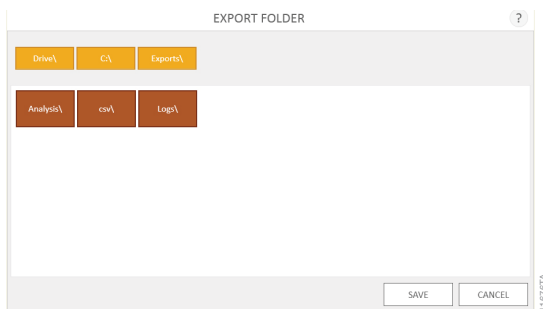 EXPORT FOLDER
?
Drive\ C:\ Exports\
Analysis\ csv\ Logs\
SAVE CANCEL